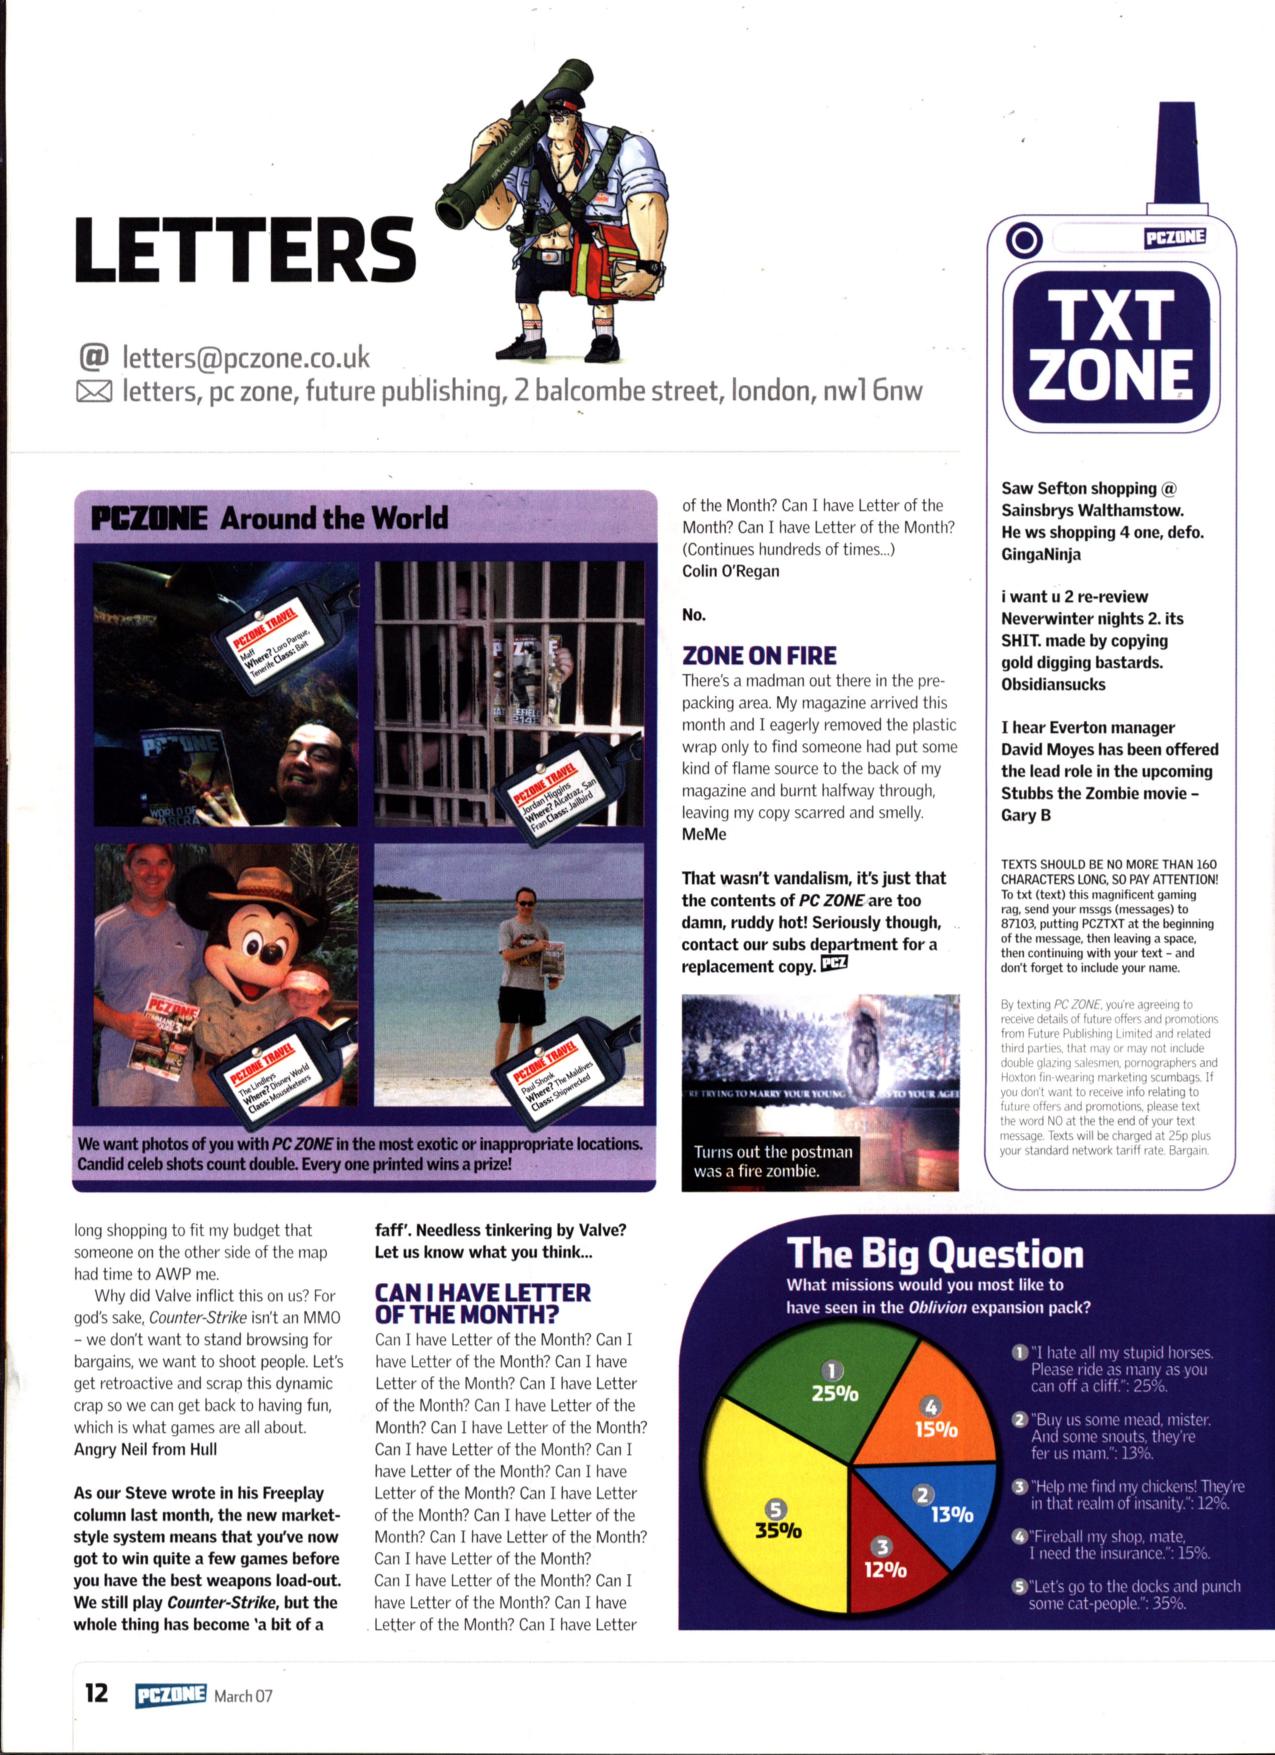 LETTERS
SPECIAL DELIVERY
@ letters@pczone.co.uk
letters, pc zone, future publishing, 2 balcombe street, london, nw1 6nw
PCZONE Around the World
PCZONE TRAVEL
Maff
Where? Loro Parque,
Tenerife Class: Bait
PCZONE
WORLD OF
PCZONE TRAVEL
Jordan Higgins
Where? Alcatraz, San
Fran Class: Jailbird
PCZONE
PCZONE TRAVEL
The Lindleys
Where? Disney World
Class: Mouseketeers
PCZONE TRAVEL
Paul Shonk
Where? The Maldives
Class: Shipwrecked
We want photos of you with PC ZONE in the most exotic or inappropriate locations.
Candid celeb shots count double. Every one printed wins a prize!
long shopping to fit my budget that
someone on the other side of the map
had time to AWP me.
Why did Valve inflict this on us? For
god's sake, Counter-Strike isn't an MMO
– we don't want to stand browsing for
bargains, we want to shoot people. Let's
get retroactive and scrap this dynamic
crap so we can get back to having fun,
which is what games are all about.
Angry Neil from Hull
As our Steve wrote in his Freeplay
column last month, the new market-
style system means that you've now
got to win quite a few games before
you have the best weapons load-out.
We still play Counter-Strike, but the
whole thing has become 'a bit of a
faff'. Needless tinkering by Valve?
Let us know what you think...
CAN I HAVE LETTER
OF THE MONTH?
Can I have Letter of the Month? Can I
have Letter of the Month? Can I have
Letter of the Month? Can I have Letter
of the Month? Can I have Letter of the
Month? Can I have Letter of the Month?
Can I have Letter of the Month? Can I
have Letter of the Month? Can I have
Letter of the Month? Can I have Letter
of the Month? Can I have Letter of the
Month? Can I have Letter of the Month?
Can I have Letter of the Month?
Can I have Letter of the Month? Can I
have Letter of the Month? Can I have
Letter of the Month? Can I have Letter
of the Month? Can I have Letter of the
Month? Can I have Letter of the Month?
(Continues hundreds of times...)
Colin O'Regan
No.
ZONE ON FIRE
There's a madman out there in the pre-
packing area. My magazine arrived this
month and I eagerly removed the plastic
wrap only to find someone had put some
kind of flame source to the back of my
magazine and burnt halfway through,
leaving my copy scarred and smelly.
MeMe
That wasn't vandalism, it's just that
the contents of PC ZONE are too
damn, ruddy hot! Seriously though,
contact our subs department for a
replacement copy. PCZ
RE TRYING TO MARRY YOUR YOUNG S TO YOUR AGE
Turns out the postman
was a fire zombie.
PCZONE
TXT
ZONE
Saw Sefton shopping @
Sainsbrys Walthamstow.
He ws shopping 4 one, defo.
GingaNinja
i want u 2 re-review
Neverwinter nights 2. its
SHIT. made by copying
gold digging bastards.
Obsidiansucks
I hear Everton manager
David Moyes has been offered
the lead role in the upcoming
Stubbs the Zombie movie –
Gary B
TEXTS SHOULD BE NO MORE THAN 160
CHARACTERS LONG, SO PAY ATTENTION!
To txt (text) this magnificent gaming
rag, send your mssgs (messages) to
87103, putting PCZTXT at the beginning
of the message, then leaving a space,
then continuing with your text – and
don't forget to include your name.
By texting PC ZONE, you're agreeing to
receive details of future offers and promotions
from Future Publishing Limited and related
third parties, that may or may not include
double glazing salesmen, pornographers and
Hoxton fin-wearing marketing scumbags. If
you don't want to receive info relating to
future offers and promotions, please text
the word NO at the the end of your text
message. Texts will be charged at 25p plus
your standard network tariff rate. Bargain.
The Big Question
What missions would you most like to
have seen in the Oblivion expansion pack?
1
25%
4
15%
2
13%
3
12%
5
35%
1 "I hate all my stupid horses.
Please ride as many as you
can off a cliff.": 25%.
2 "Buy us some mead, mister.
And some snouts, they're
fer us mam.": 13%.
3 "Help me find my chickens! They're
in that realm of insanity.": 12%.
4 "Fireball my shop, mate,
I need the insurance.": 15%.
5 "Let's go to the docks and punch
some cat-people.": 35%.
12 PCZONE March 07